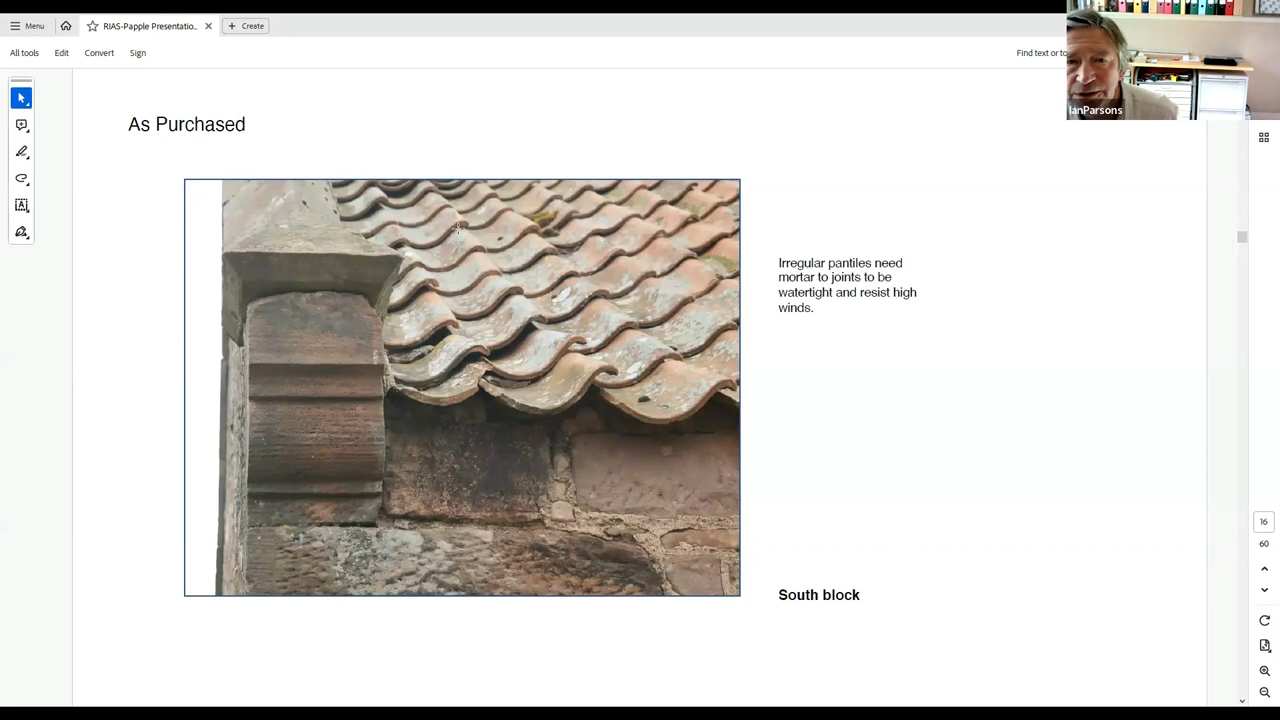 Menu
RIAS-Papple Presentatio...
Create
All tools Edit Convert Sign
Find text or to
IanParsons
As Purchased
Irregular pantiles need
mortar to joints to be
watertight and resist high
winds.
South block
16
60